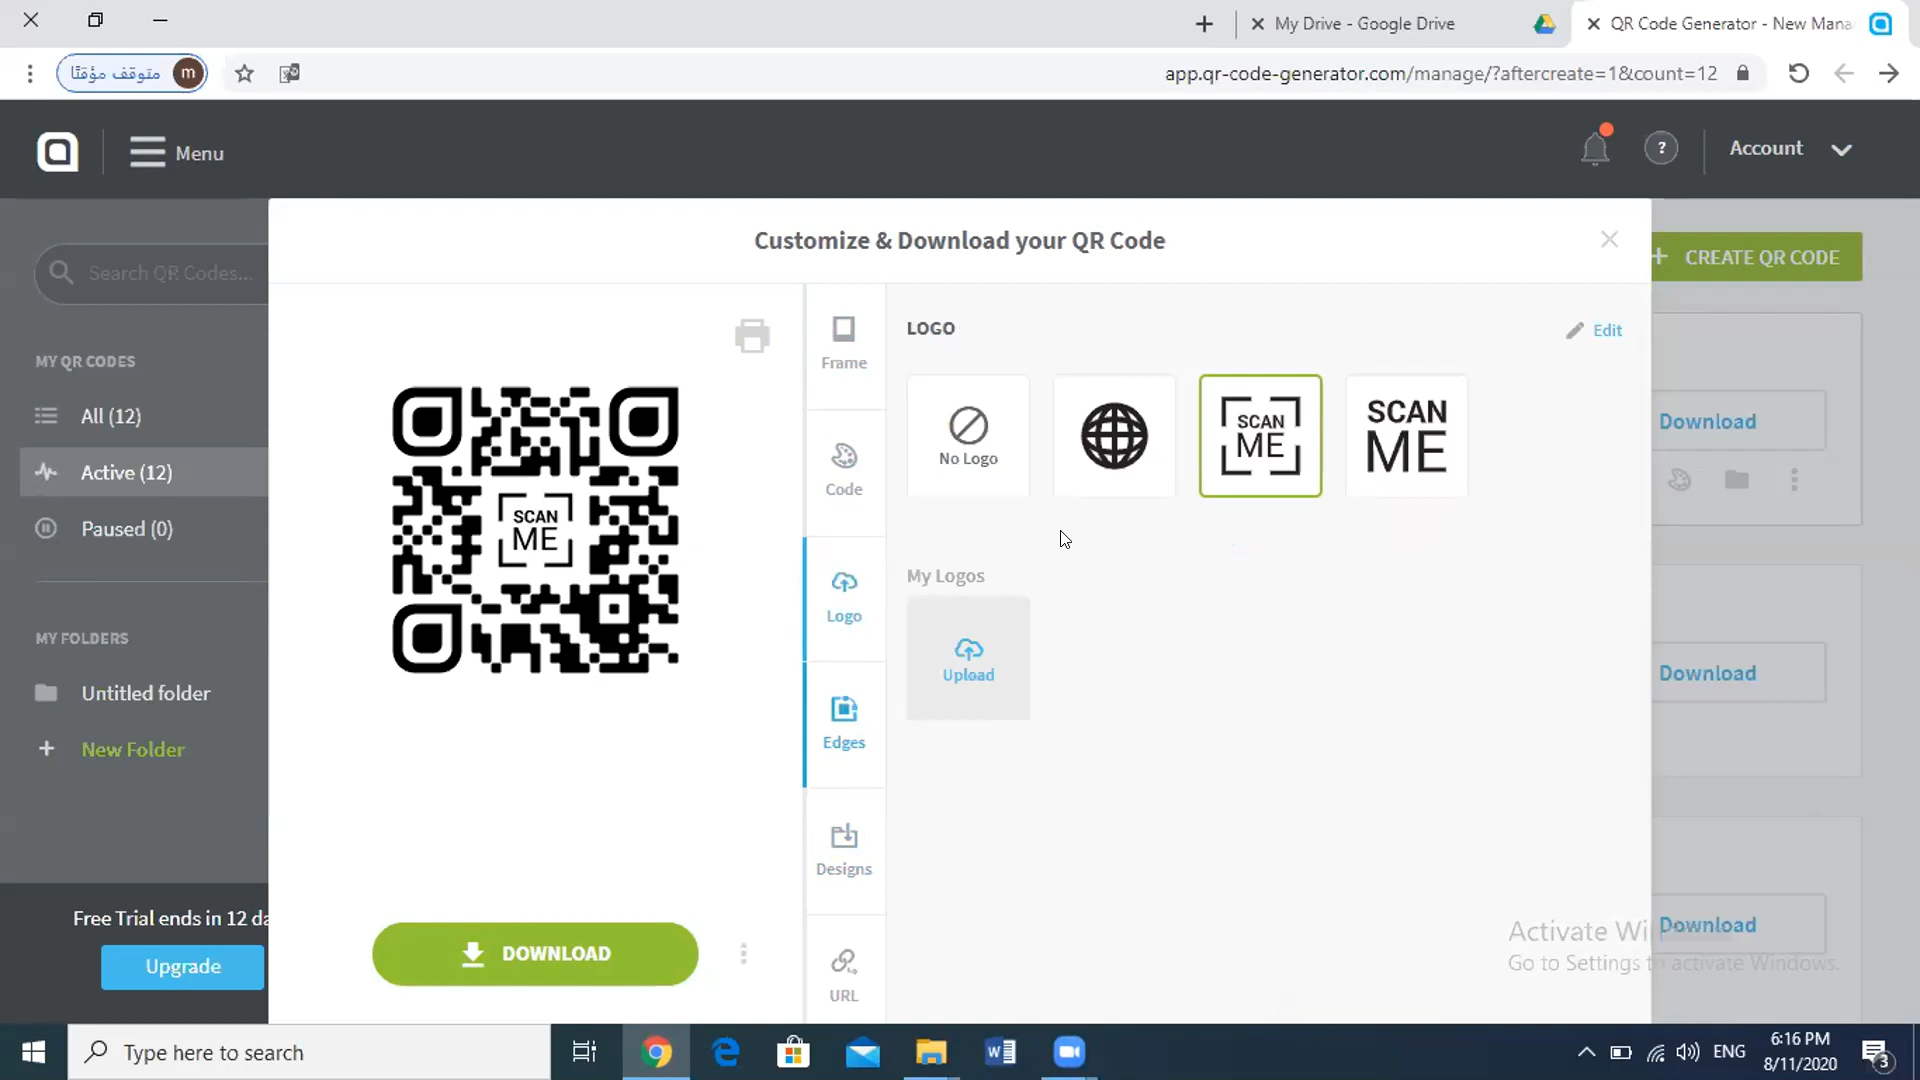 My Drive - Google Drive
QR Code Generator - New Mana
متوقف مؤقتًا
m
app.qr-code-generator.com/manage/?aftercreate=1&count=12
Menu
?
Account
Customize & Download your QR Code
Search QR Codes...
CREATE QR CODE
MY QR CODES
All (12)
Active (12)
Paused (0)
MY FOLDERS
Untitled folder
New Folder
Free Trial ends in 12 da
Upgrade
SCAN
ME
DOWNLOAD
Frame
Code
Logo
Edges
Designs
URL
LOGO
Edit
No Logo
SCAN
ME
SCAN
ME
My Logos
Upload
Download
Download
Download
Activate Wi
Go to Settings to activate Windows.
Type here to search
ENG
6:16 PM
8/11/2020
3